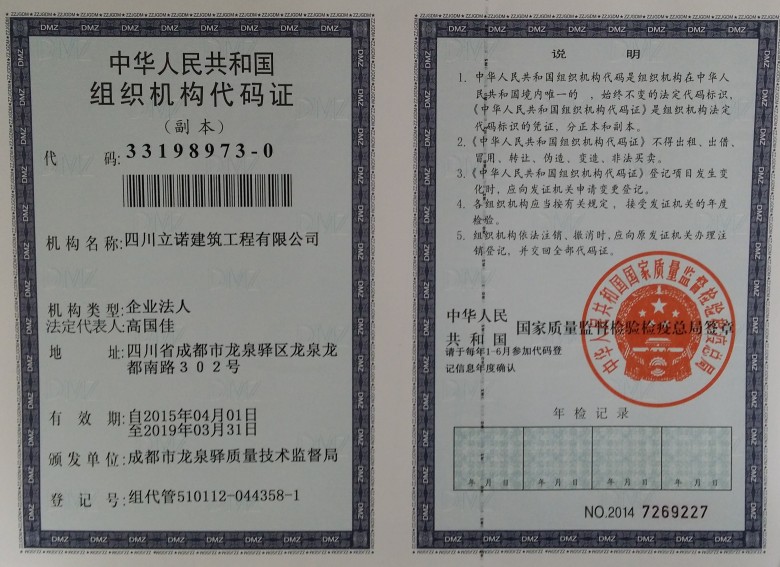 中华人民共和国
组织机构代码证
（副本）
代 码:33198973-0
机构名称:四川立诺建筑工程有限公司
机构类型:企业法人
法定代表人高国佳
地 址:四川省成都市龙泉驿区龙泉龙
都南路３０２号
有 效 期:自2015年04月01日
至2019年03月31日
颁发单位:成都市龙泉驿质量技术监督局
登 记 号:组代管510112-044358-1
说 明
1. 中华人民共和国组织机构代码是组织机构在中华人
民共和国境内唯一的 、始终不变的法定代码标识，
《中华人民共和国组织机构代码证》是组织机构法定
代码标识的凭证，分正本和副本。
2.《中华人民共和国组织机构代码证》不得出租、出借、
冒用、转让、伪造、变造、非法买卖。
3.《中华人民共和国组织机构代码证》登记项目发生变
化时，应向发证机关申请变更登记。
4. 各组织机构应当按有关规定 ，接受发证机关的年度
检验。
5. 组织机构依法注销、撤消时,应向原发证机关办理注
销登记，并交回全部代码证。
中华人民
共 和 国 国家质量监督检验检疫总局签章
请于每年1-6月参加代码登
记信息年度确认
中华人民共和国国家质量监督检验检疫总局
年检记录
年 月 日 年 月 日 年 月 日 年 月 日
NO.2014 7269227